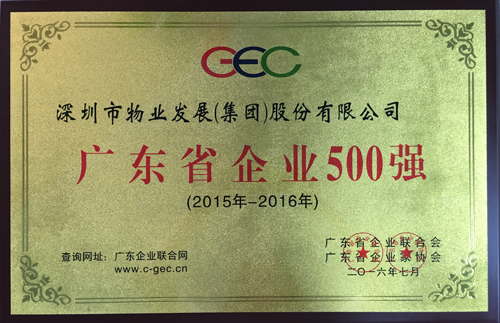 GEC
深圳市物业发展(集团)股份有限公司
广东省企业500强
(2015年-2016年)
查询网址：广东企业联合网
www.c-gec.cn
广东省企业联合会
广东省企业家协会
二〇一六年七月